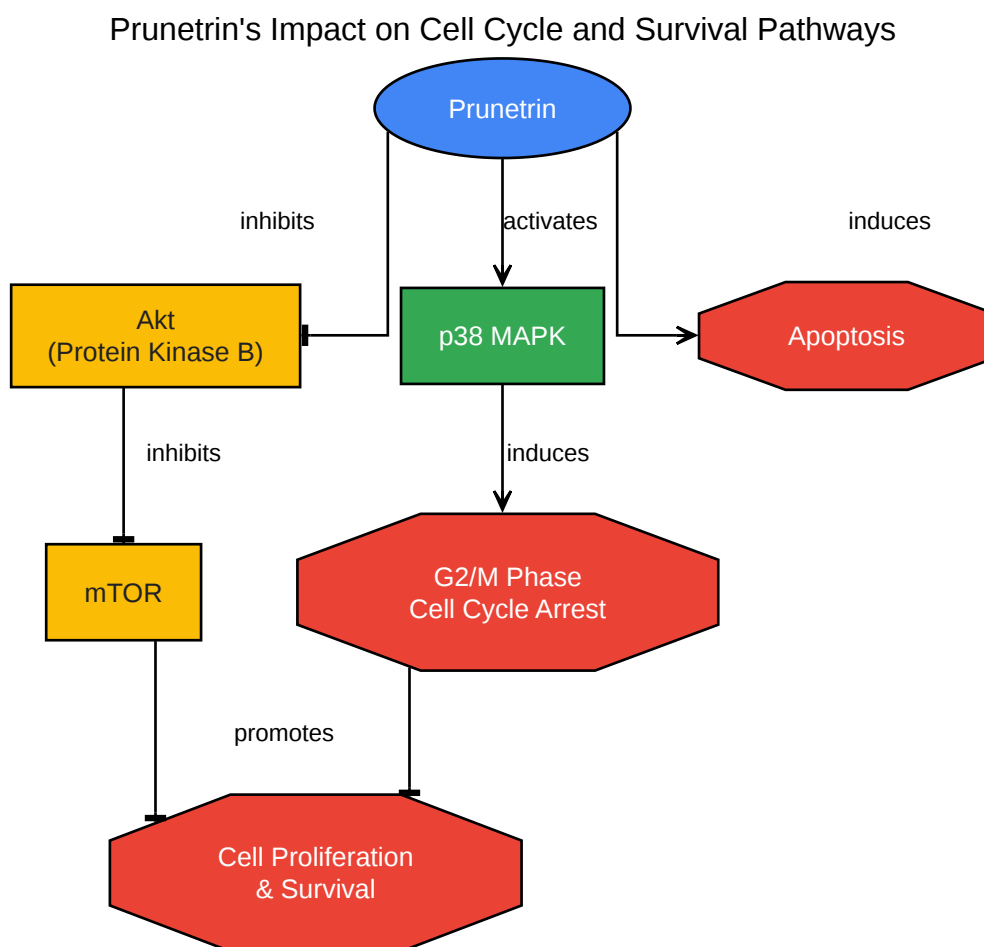 Prunetrin's Impact on Cell Cycle and Survival Pathways
Prunetrin
inhibits
activates
induces
Akt
(Protein Kinase B)
p38 MAPK
Apoptosis
inhibits
induces
mTOR
G2/M Phase
Cell Cycle Arrest
promotes
Cell Proliferation
& Survival